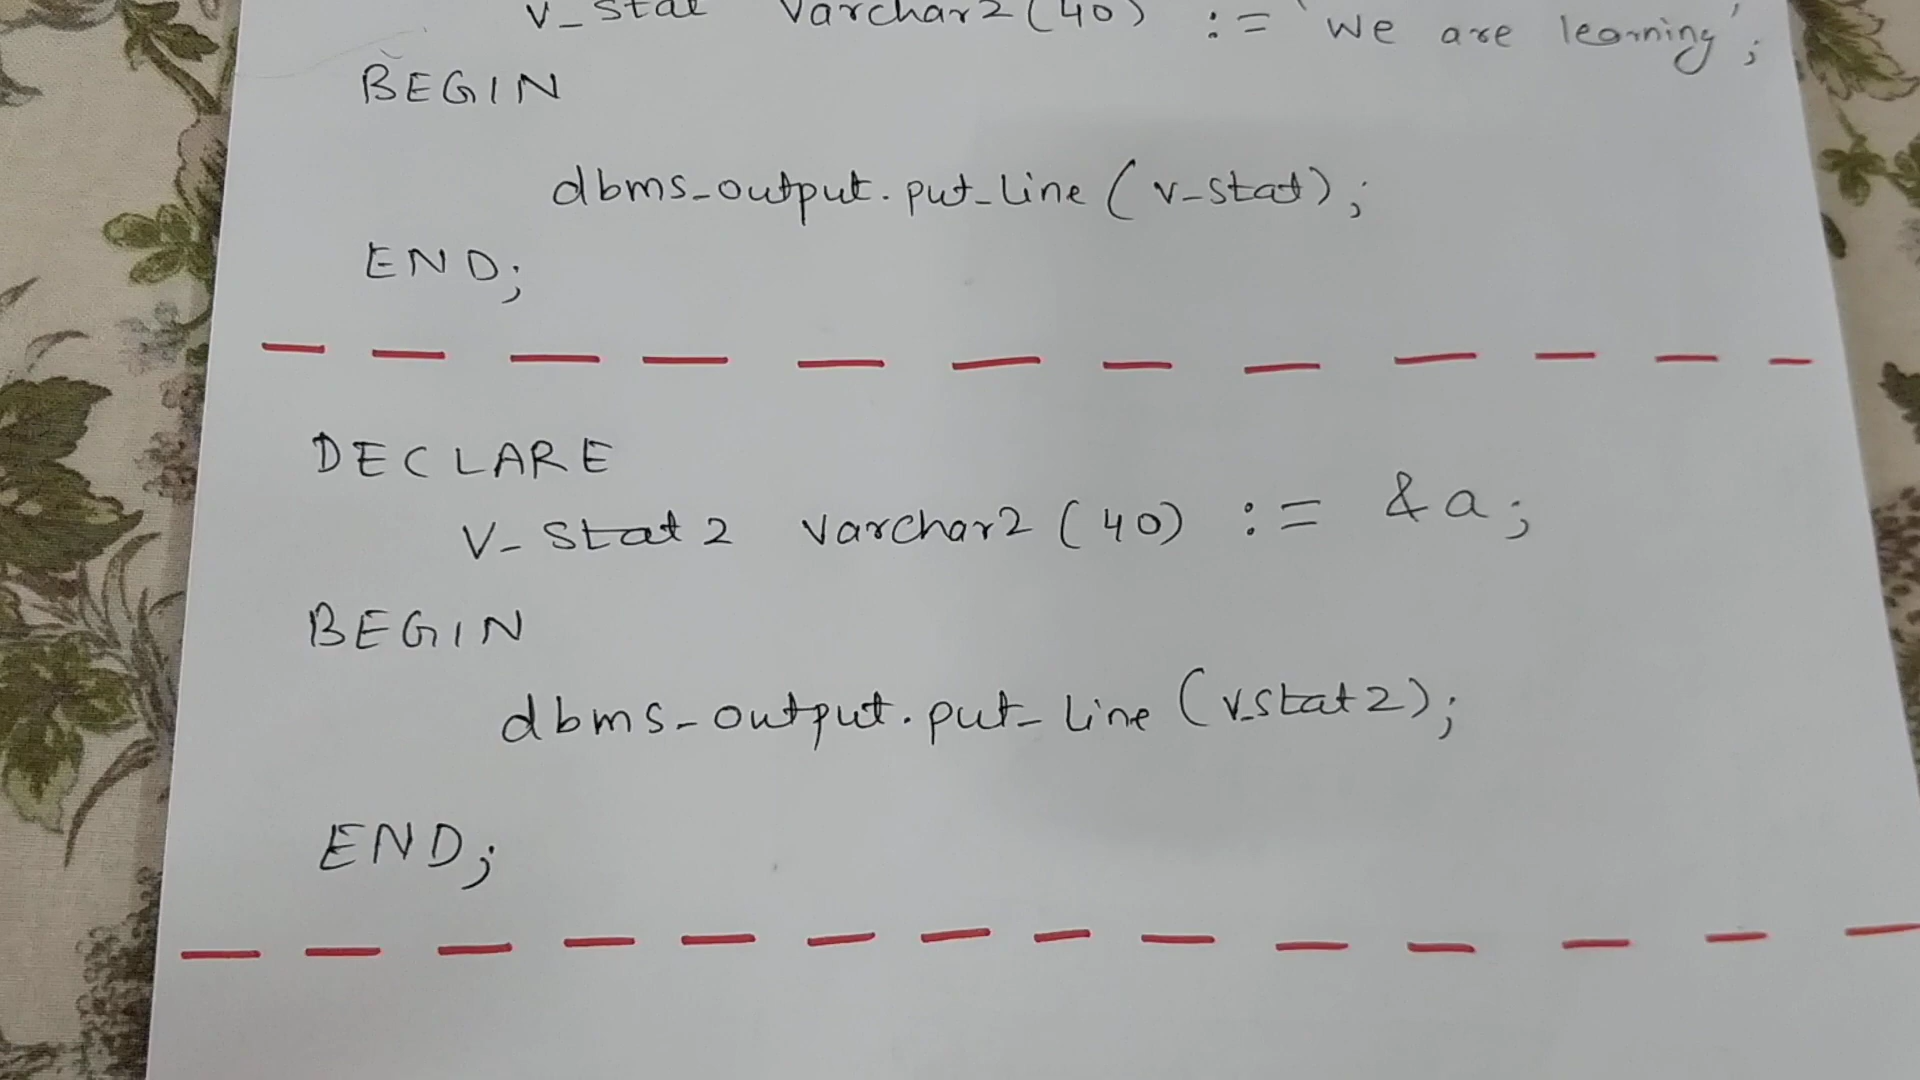 v_stat varchar2(40) := 'We are learning';
BEGIN
dbms_output.put_line(v_stat);
END;
DECLARE
V_stat2 varchar2(40) := &a;
BEGIN
dbms_output.put_line(v_stat2);
END;